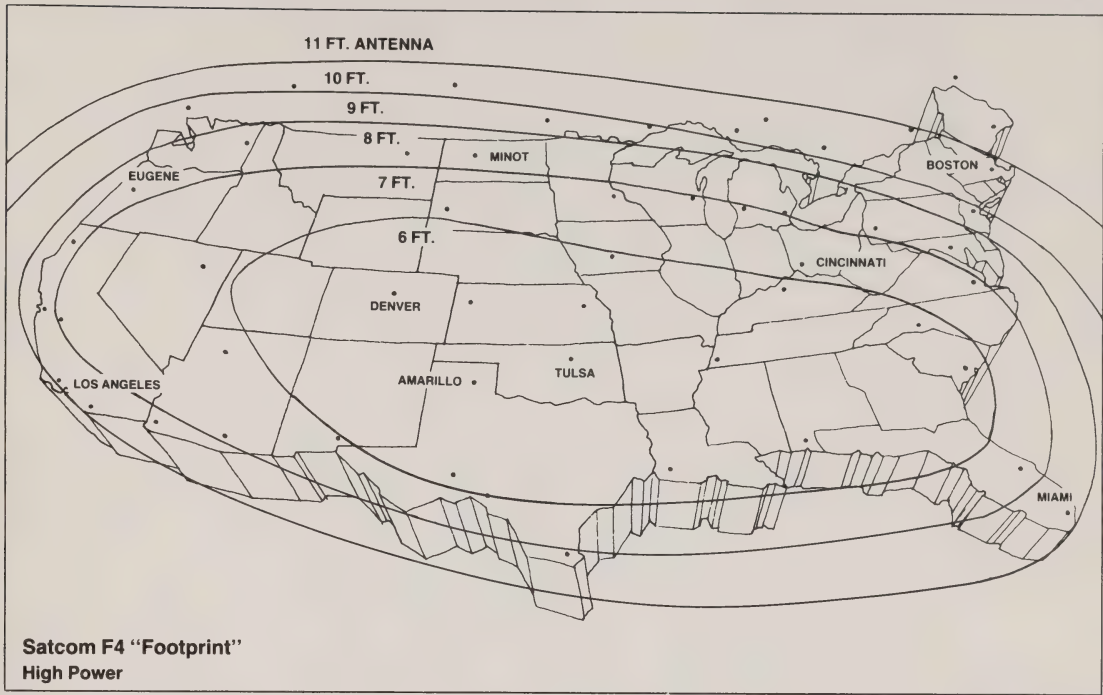 11 FT. ANTENNA
10 FT.
9 FT.
8 FT.
MINOT
BOSTON
EUGENE
7 FT.
6 FT.
CINCINNATI
DENVER
LOS ANGELES
AMARILLO
TULSA
MIAMI
Satcom F4 "Footprint"
High Power